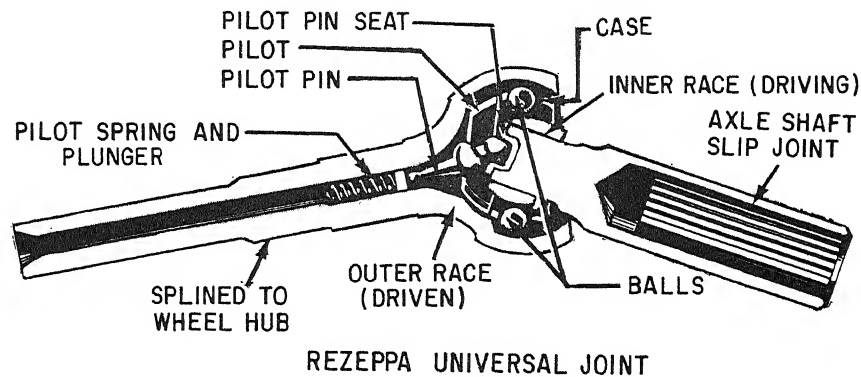 PILOT PIN SEAT
PILOT
PILOT PIN
CASE
INNER RACE (DRIVING)
AXLE SHAFT
SLIP JOINT
PILOT SPRING AND
PLUNGER
OUTER RACE
(DRIVEN)
BALLS
SPLINED TO
WHEEL HUB
REZEPPA UNIVERSAL JOINT